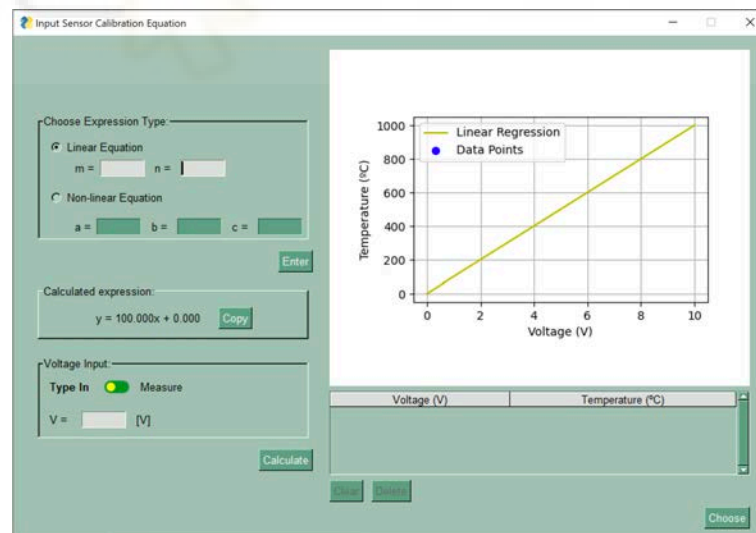 Input Sensor Calibration Equation
Choose Expression Type:
Linear Equation
m = n =
Non-linear Equation
a = b = c =
Enter
Calculated expression:
y = 100.000x + 0.000 Copy
Voltage Input:
Type In Measure
V = [V]
Calculate
Linear Regression
Data Points
Temperature (ºC)
1000
800
600
400
200
0
0 2 4 6 8 10
Voltage (V)
Voltage (V) Temperature (ºC)
Clear Delete
Choose